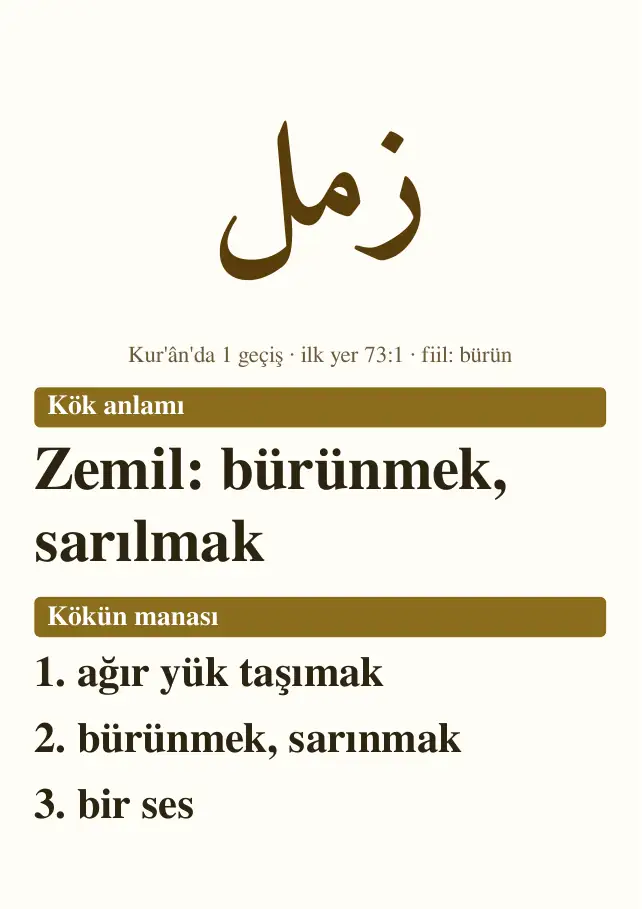 زمل
Kur'ân'da 1 geçiş · ilk yer 73:1 · fiil: bürün
Kök anlamı
Zemil: bürünmek,
sarılmak
Kökün manası
1. ağır yük taşımak
2. bürünmek, sarınmak
3. bir ses